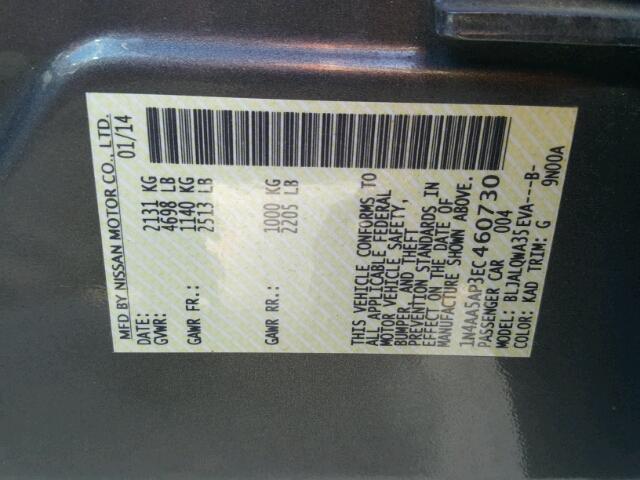 MFD BY NISSAN MOTOR CO., LTD.
DATE: 01/14
GVWR: 2131 KG
4698 LB
GAWR FR.: 1140 KG
2513 LB
GAWR RR.: 1000 KG
2205 LB
THIS VEHICLE CONFORMS TO
ALL APPLICABLE FEDERAL
MOTOR VEHICLE SAFETY,
BUMPER, AND THEFT
PREVENTION STANDARDS IN
EFFECT ON THE DATE OF
MANUFACTURE SHOWN ABOVE.
1N4AA5AP3EC460730
PASSENGER CAR 004
MODEL: BLJALQWA35EVA---B-
COLOR: KAD TRIM: G 9N00A